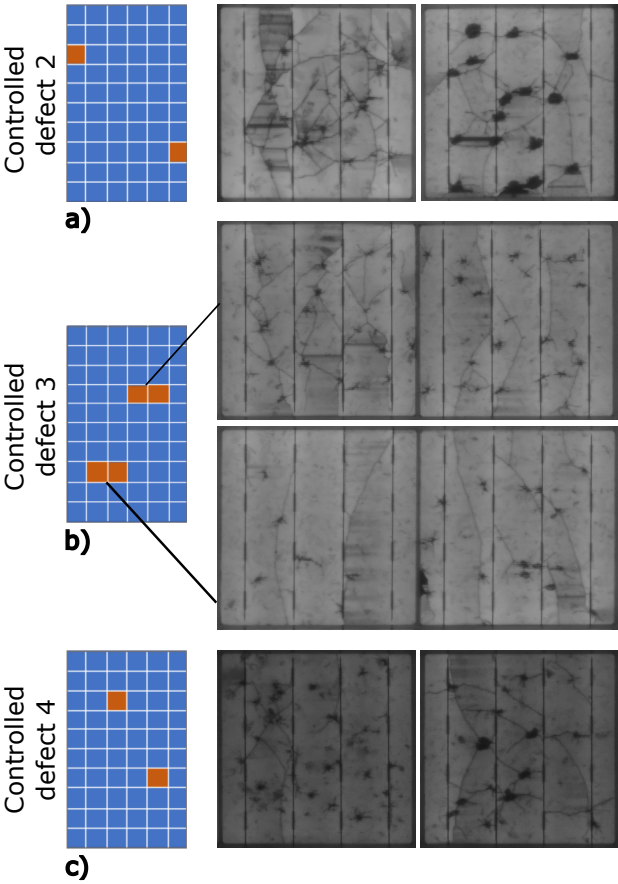 Controlled
defect 2
a)
Controlled
defect 3
b)
Controlled
defect 4
c)